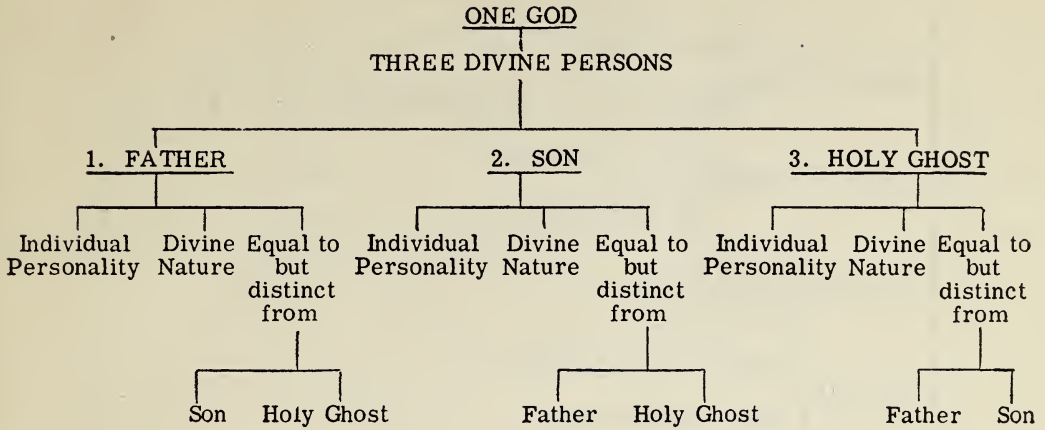 ONE GOD
THREE DIVINE PERSONS
1. FATHER 2. SON 3. HOLY GHOST
Individual Divine Equal to Individual Divine Equal to Individual Divine Equal to
Personality Nature but Personality Nature but Personality Nature but
distinct distinct distinct
from from from
Son Holy Ghost Father Holy Ghost Father Son